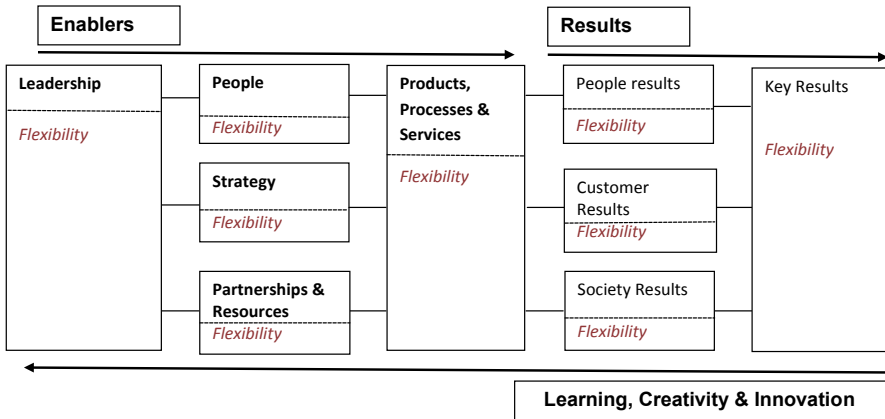 Enablers
Results
Leadership
Flexibility
People
Flexibility
Strategy
Flexibility
Partnerships &
Resources
Flexibility
Products,
Processes &
Services
Flexibility
People results
Flexibility
Customer
Results
Flexibility
Society Results
Flexibility
Key Results
Flexibility
Learning, Creativity & Innovation